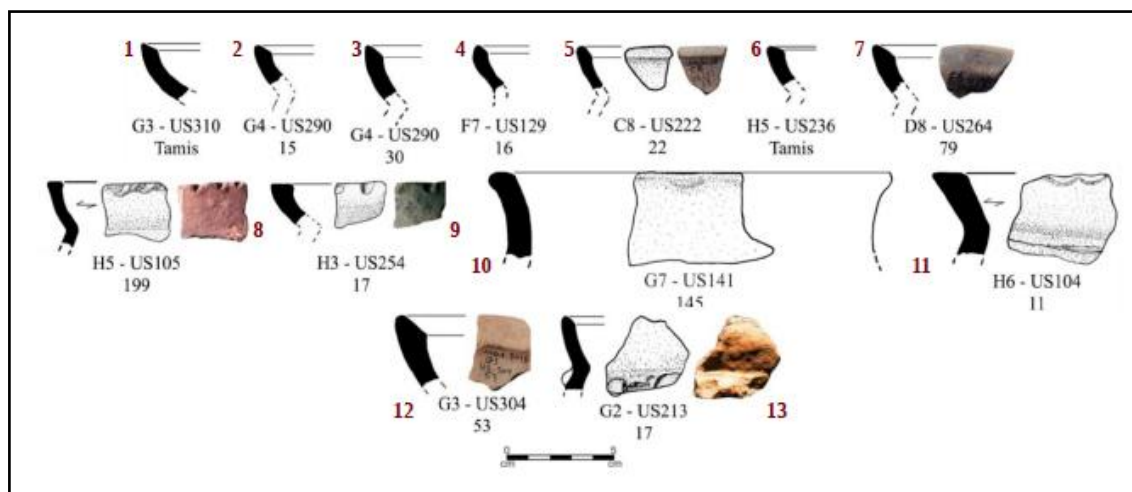 1 2 3 4 5 6 7
G3 - US310
Tamis
G4 - US290
15
G4 - US290
30
F7 - US129
16
C8 - US222
22
H5 - US236
Tamis
D8 - US264
79
8 9 10 11
H5 - US105
199
H3 - US254
17
G7 - US141
145
H6 - US104
11
12 13
G3 - US304
53
G2 - US213
17
0 5
cm cm